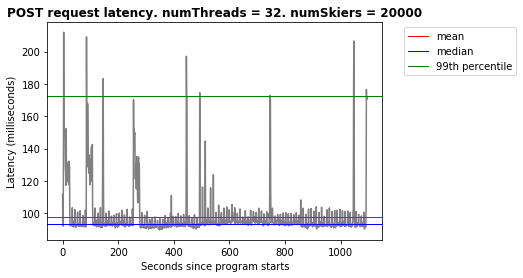 POST request latency. numThreads = 32. numSkiers = 20000
mean
median
99th percentile
200
180
160
140
120
100
Latency (milliseconds)
0
200
400
600
800
1000
Seconds since program starts